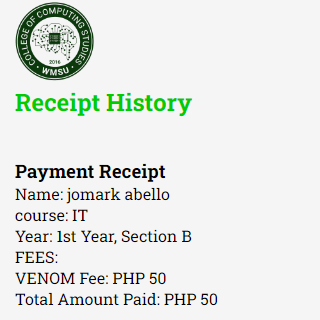 COLLEGE OF COMPUTING STUDIES
2016
• WMSU •
Receipt History
Payment Receipt
Name: jomark abello
course: IT
Year: 1st Year, Section B
FEES:
VENOM Fee: PHP 50
Total Amount Paid: PHP 50